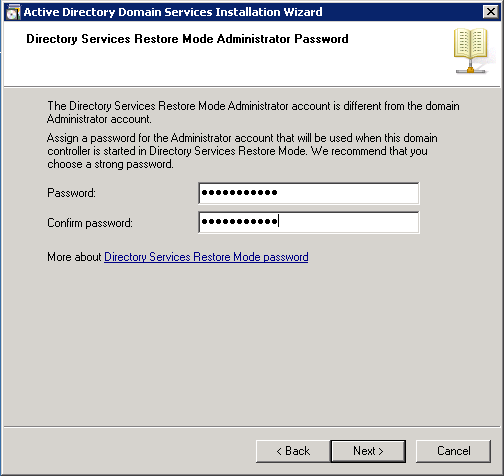 Active Directory Domain Services Installation Wizard
Directory Services Restore Mode Administrator Password
The Directory Services Restore Mode Administrator account is different from the domain
Administrator account.
Assign a password for the Administrator account that will be used when this domain
controller is started in Directory Services Restore Mode. We recommend that you
choose a strong password.
Password: ●●●●●●●●●●●
Confirm password: ●●●●●●●●●●●
More about Directory Services Restore Mode password
< Back Next > Cancel